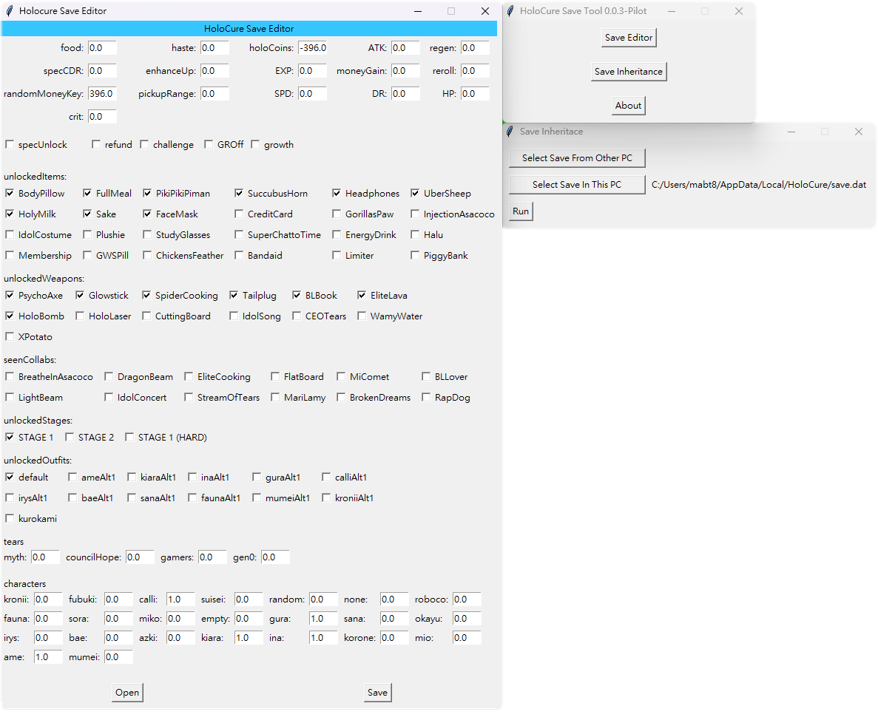 Holocure Save Editor
HoloCure Save Editor
food: 0.0 haste: 0.0 holoCoins: -396.0 ATK: 0.0 regen: 0.0
specCDR: 0.0 enhanceUp: 0.0 EXP: 0.0 moneyGain: 0.0 reroll: 0.0
randomMoneyKey: 396.0 pickupRange: 0.0 SPD: 0.0 DR: 0.0 HP: 0.0
crit: 0.0
specUnlock refund challenge GROff growth
unlockedItems:
BodyPillow FullMeal PikiPikiPiman SuccubusHorn Headphones UberSheep
HolyMilk Sake FaceMask CreditCard GorillasPaw InjectionAsacoco
IdolCostume Plushie StudyGlasses SuperChattoTime EnergyDrink Halu
Membership GWSPill ChickensFeather Bandaid Limiter PiggyBank
unlockedWeapons:
PsychoAxe Glowstick SpiderCooking Tailplug BLBook EliteLava
HoloBomb HoloLaser CuttingBoard IdolSong CEOTears WamyWater
XPotato
seenCollabs:
BreatheInAsacoco DragonBeam EliteCooking FlatBoard MiComet BLLover
LightBeam IdolConcert StreamOfTears MariLamy BrokenDreams RapDog
unlockedStages:
STAGE 1 STAGE 2 STAGE 1 (HARD)
unlockedOutfits:
default ameAlt1 kiaraAlt1 inaAlt1 guraAlt1 calliAlt1
irysAlt1 baeAlt1 sanaAlt1 faunaAlt1 mumeiAlt1 kroniiAlt1
kurokami
tears
myth: 0.0 councilHope: 0.0 gamers: 0.0 gen0: 0.0
characters
kronii: 0.0 fubuki: 0.0 calli: 1.0 suisei: 0.0 random: 0.0 none: 0.0 roboco: 0.0
fauna: 0.0 sora: 0.0 miko: 0.0 empty: 0.0 gura: 1.0 sana: 0.0 okayu: 0.0
irys: 0.0 bae: 0.0 azki: 0.0 kiara: 1.0 ina: 1.0 korone: 0.0 mio: 0.0
ame: 1.0 mumei: 0.0
Open Save
HoloCure Save Tool 0.0.3-Pilot
Save Editor
Save Inheritance
About
Save Inheritace
Select Save From Other PC
Select Save In This PC C:/Users/mabt8/AppData/Local/HoloCure/save.dat
Run